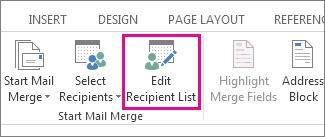 INSERT DESIGN PAGE LAYOUT REFEREN
Start Mail Merge
Select Recipients
Edit Recipient List
Highlight Merge Fields
Address Block
Start Mail Merge